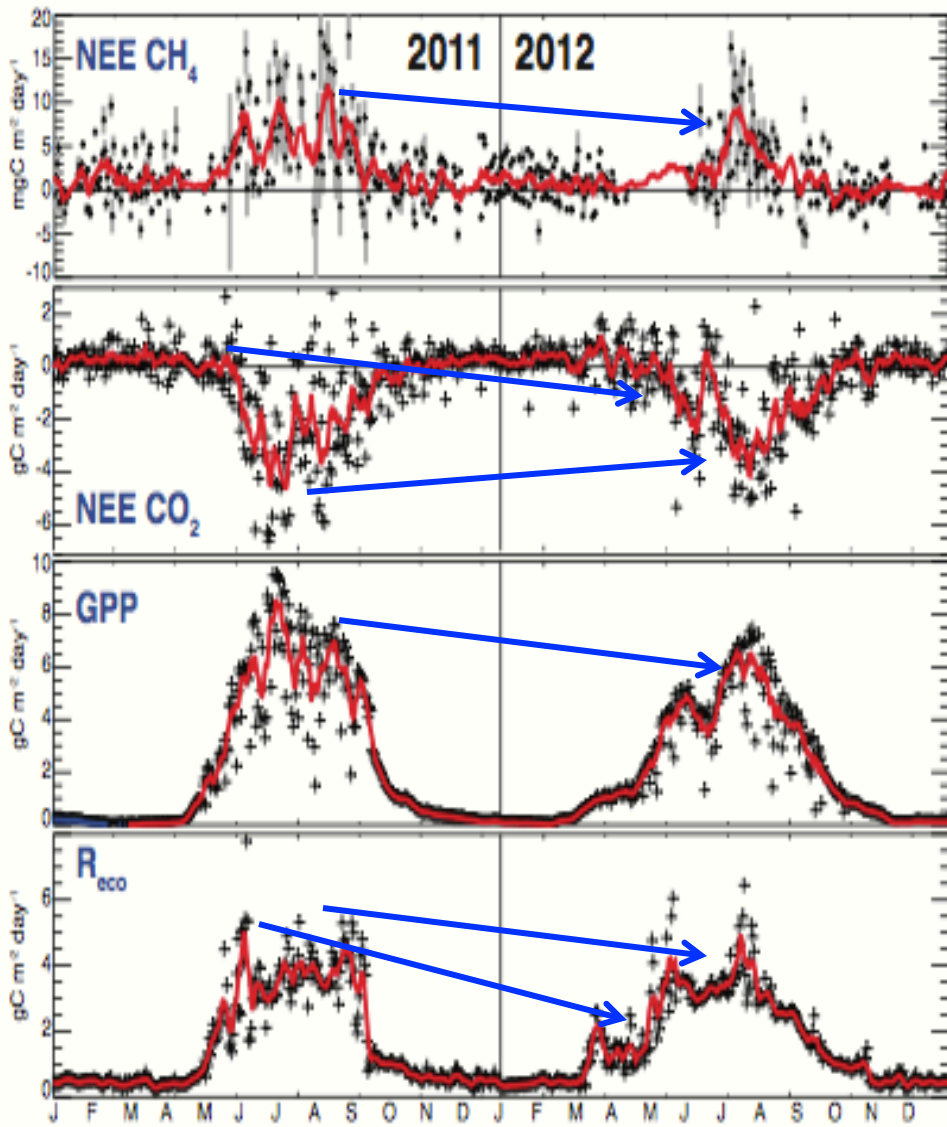 20
15
10
5
0
-5
-10
mgC m⁻² day⁻¹
NEE CH₄
2011
2012
2
0
-2
-4
-6
gC m⁻² day⁻¹
NEE CO₂
10
8
6
4
2
0
gC m⁻² day⁻¹
GPP
6
4
2
0
gC m⁻² day⁻¹
R_eco
J F M A M J J A S O N D J F M A M J J A S O N D